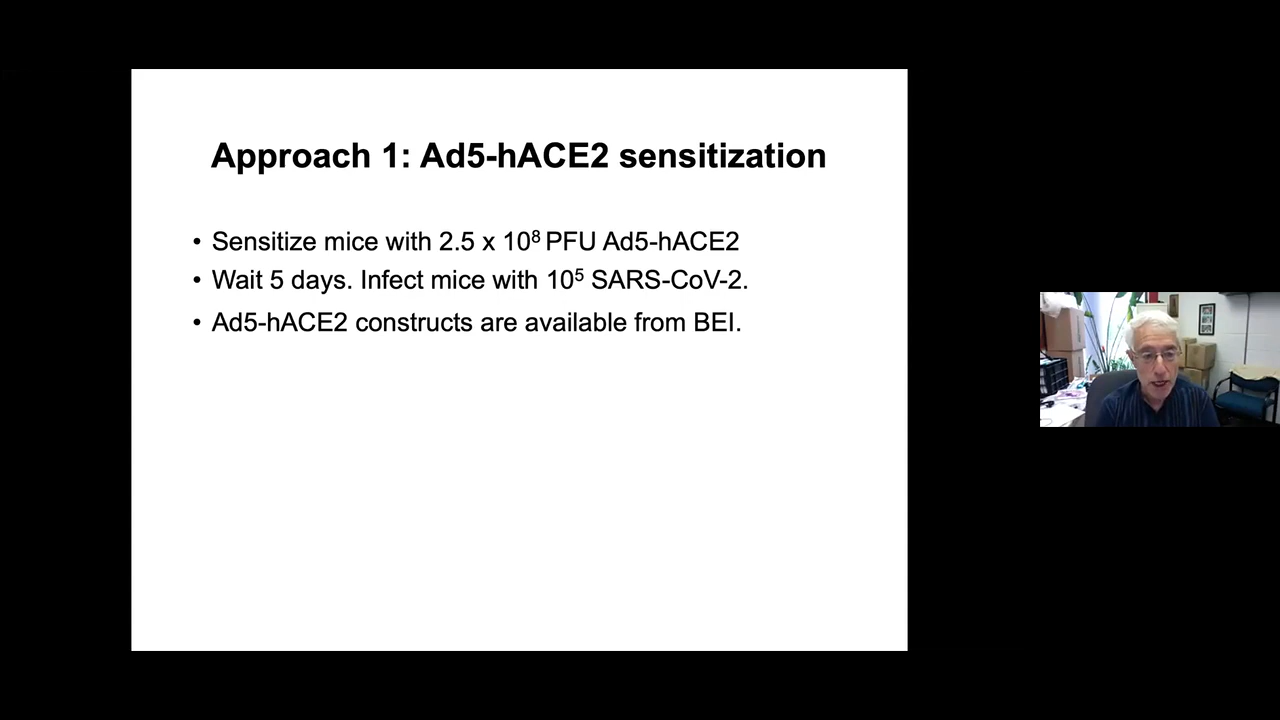 Approach 1: Ad5-hACE2 sensitization
• Sensitize mice with 2.5 x 10⁸ PFU Ad5-hACE2
• Wait 5 days. Infect mice with 10⁵ SARS-CoV-2.
• Ad5-hACE2 constructs are available from BEI.